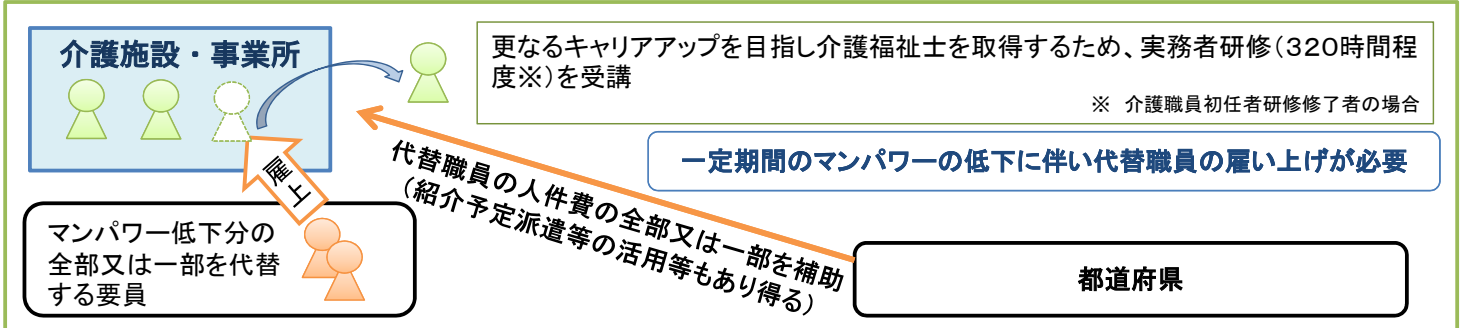 介護施設・事業所
更なるキャリアアップを目指し介護福祉士を取得するため、実務者研修(320時間程
度※)を受講
※ 介護職員初任者研修修了者の場合
一定期間のマンパワーの低下に伴い代替職員の雇い上げが必要
雇上
代替職員の人件費の全部又は一部を補助
(紹介予定派遣等の活用等もあり得る)
マンパワー低下分の
全部又は一部を代替
する要員
都道府県